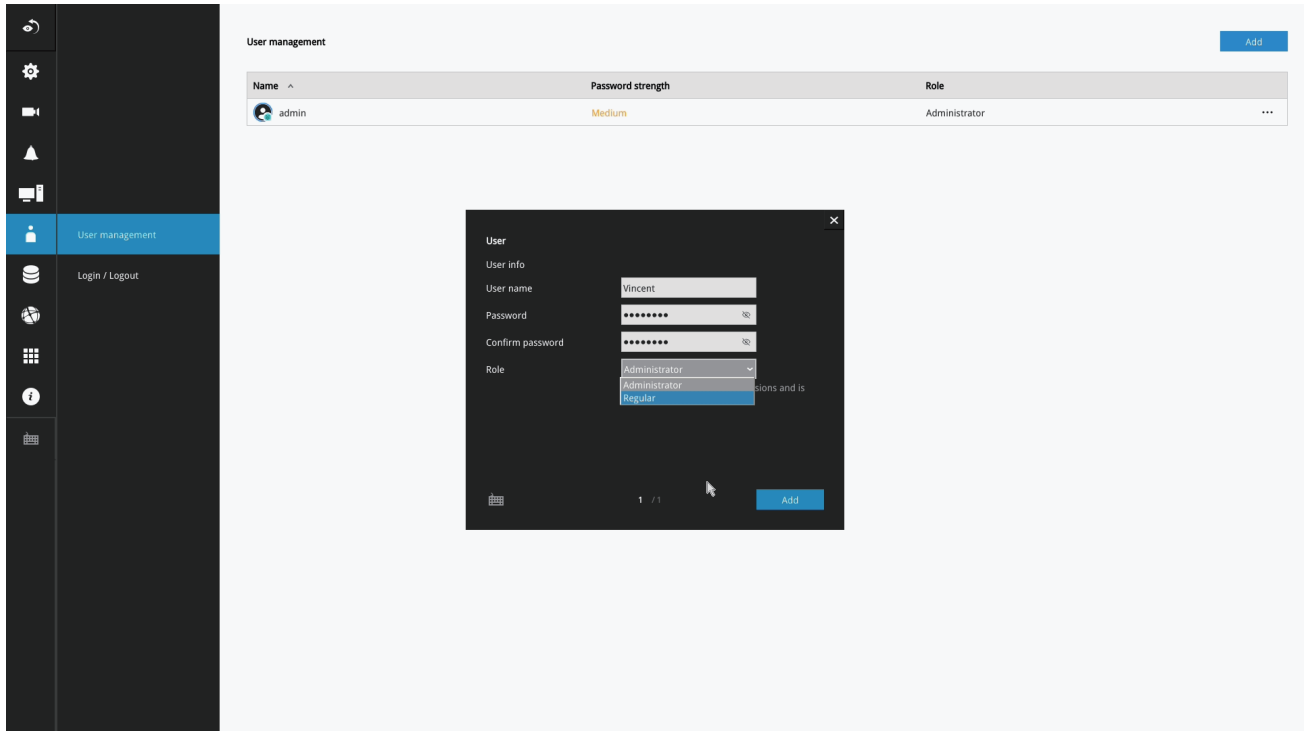 User management
Add
Name
Password strength
Role
admin
Medium
Administrator
...
User management
Login / Logout
User
User info
User name
Vincent
Password
••••••••
Confirm password
••••••••
Role
Administrator
Administrator
Regular
sions and is
1 / 1
Add